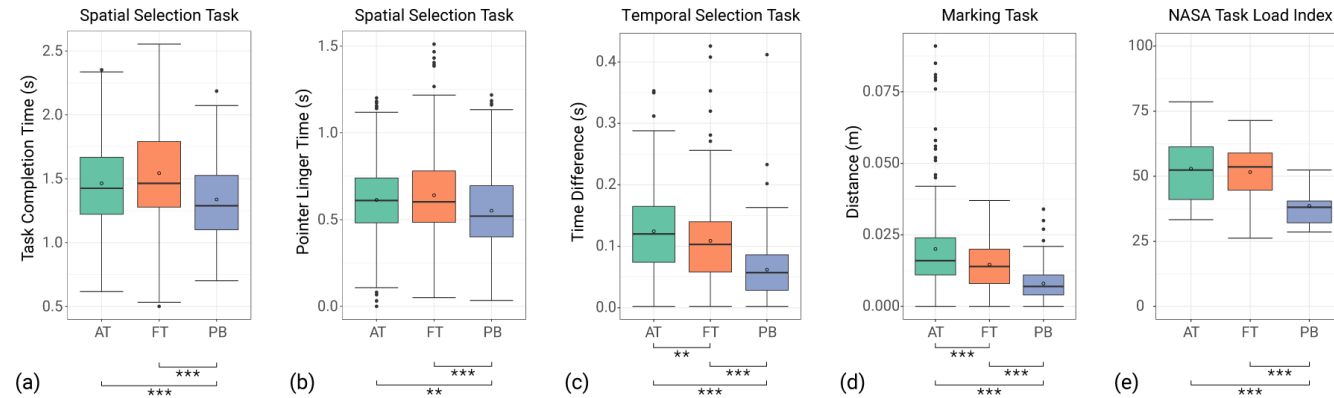 Spatial Selection Task
Task Completion Time (s)
2.5
2.0
1.5
1.0
0.5
AT FT PB
***
***
(a)
Spatial Selection Task
Pointer Linger Time (s)
1.5
1.0
0.5
0.0
AT FT PB
***
**
(b)
Temporal Selection Task
Time Difference (s)
0.4
0.3
0.2
0.1
0.0
AT FT PB
**
***
***
(c)
Marking Task
Distance (m)
0.075
0.050
0.025
0.000
AT FT PB
***
***
***
(d)
NASA Task Load Index
100
75
50
25
0
AT FT PB
***
***
(e)